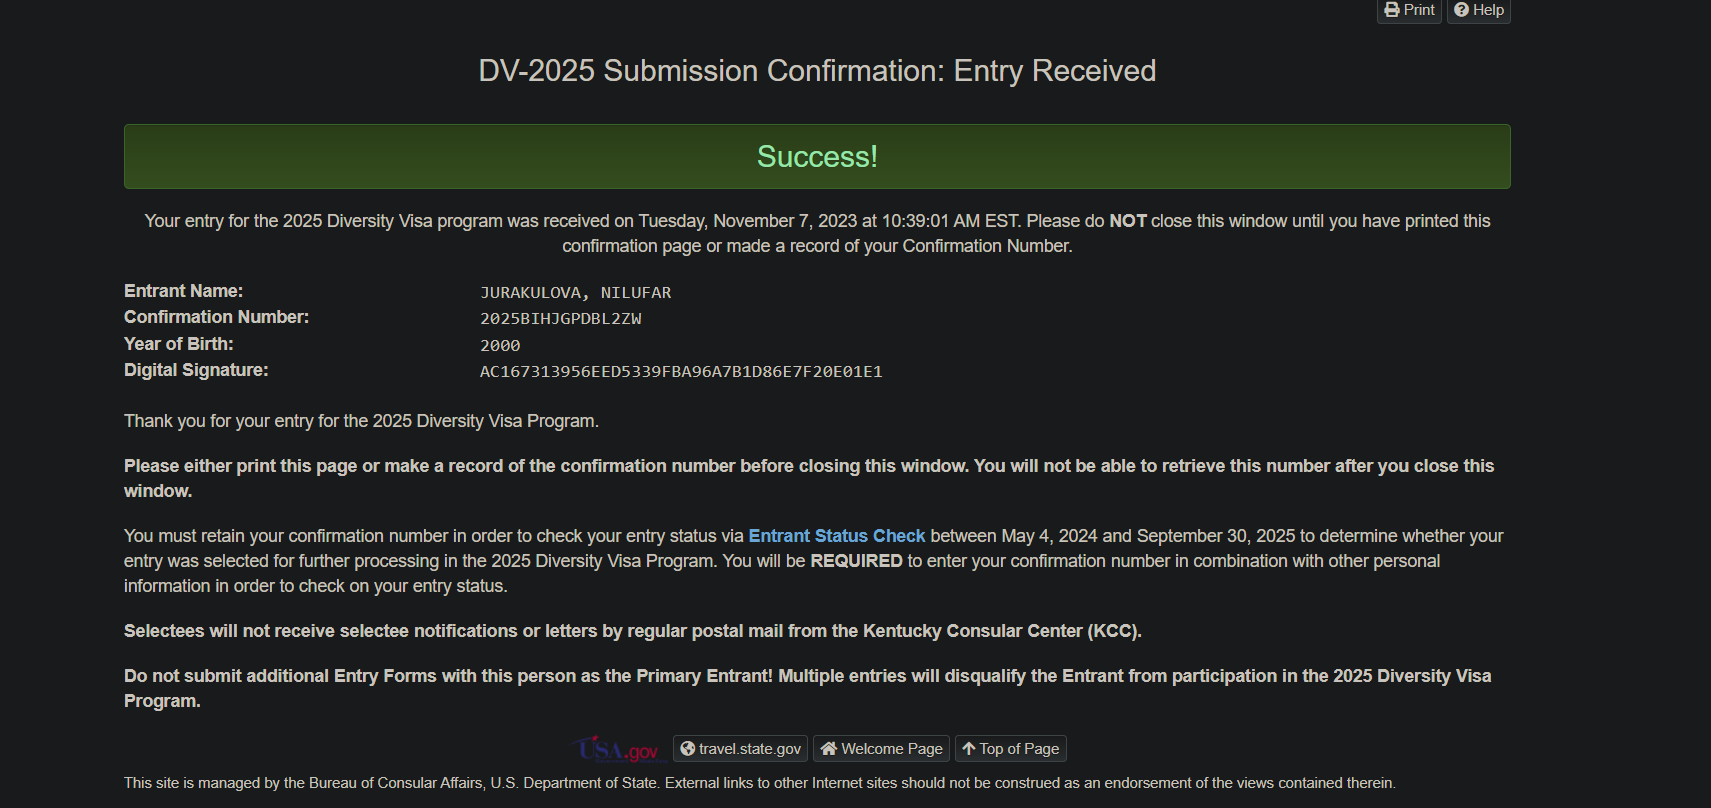 Print Help
DV-2025 Submission Confirmation: Entry Received
Success!
Your entry for the 2025 Diversity Visa program was received on Tuesday, November 7, 2023 at 10:39:01 AM EST. Please do NOT close this window until you have printed this
confirmation page or made a record of your Confirmation Number.
Entrant Name: JURAKULOVA, NILUFAR
Confirmation Number: 2025BIHJGPDBL2ZW
Year of Birth: 2000
Digital Signature: AC167313956EED5339FBA96A7B1D86E7F20E01E1
Thank you for your entry for the 2025 Diversity Visa Program.
Please either print this page or make a record of the confirmation number before closing this window. You will not be able to retrieve this number after you close this
window.
You must retain your confirmation number in order to check your entry status via Entrant Status Check between May 4, 2024 and September 30, 2025 to determine whether your
entry was selected for further processing in the 2025 Diversity Visa Program. You will be REQUIRED to enter your confirmation number in combination with other personal
information in order to check on your entry status.
Selectees will not receive selectee notifications or letters by regular postal mail from the Kentucky Consular Center (KCC).
Do not submit additional Entry Forms with this person as the Primary Entrant! Multiple entries will disqualify the Entrant from participation in the 2025 Diversity Visa
Program.
USA.gov travel.state.gov Welcome Page Top of Page
This site is managed by the Bureau of Consular Affairs, U.S. Department of State. External links to other Internet sites should not be construed as an endorsement of the views contained therein.